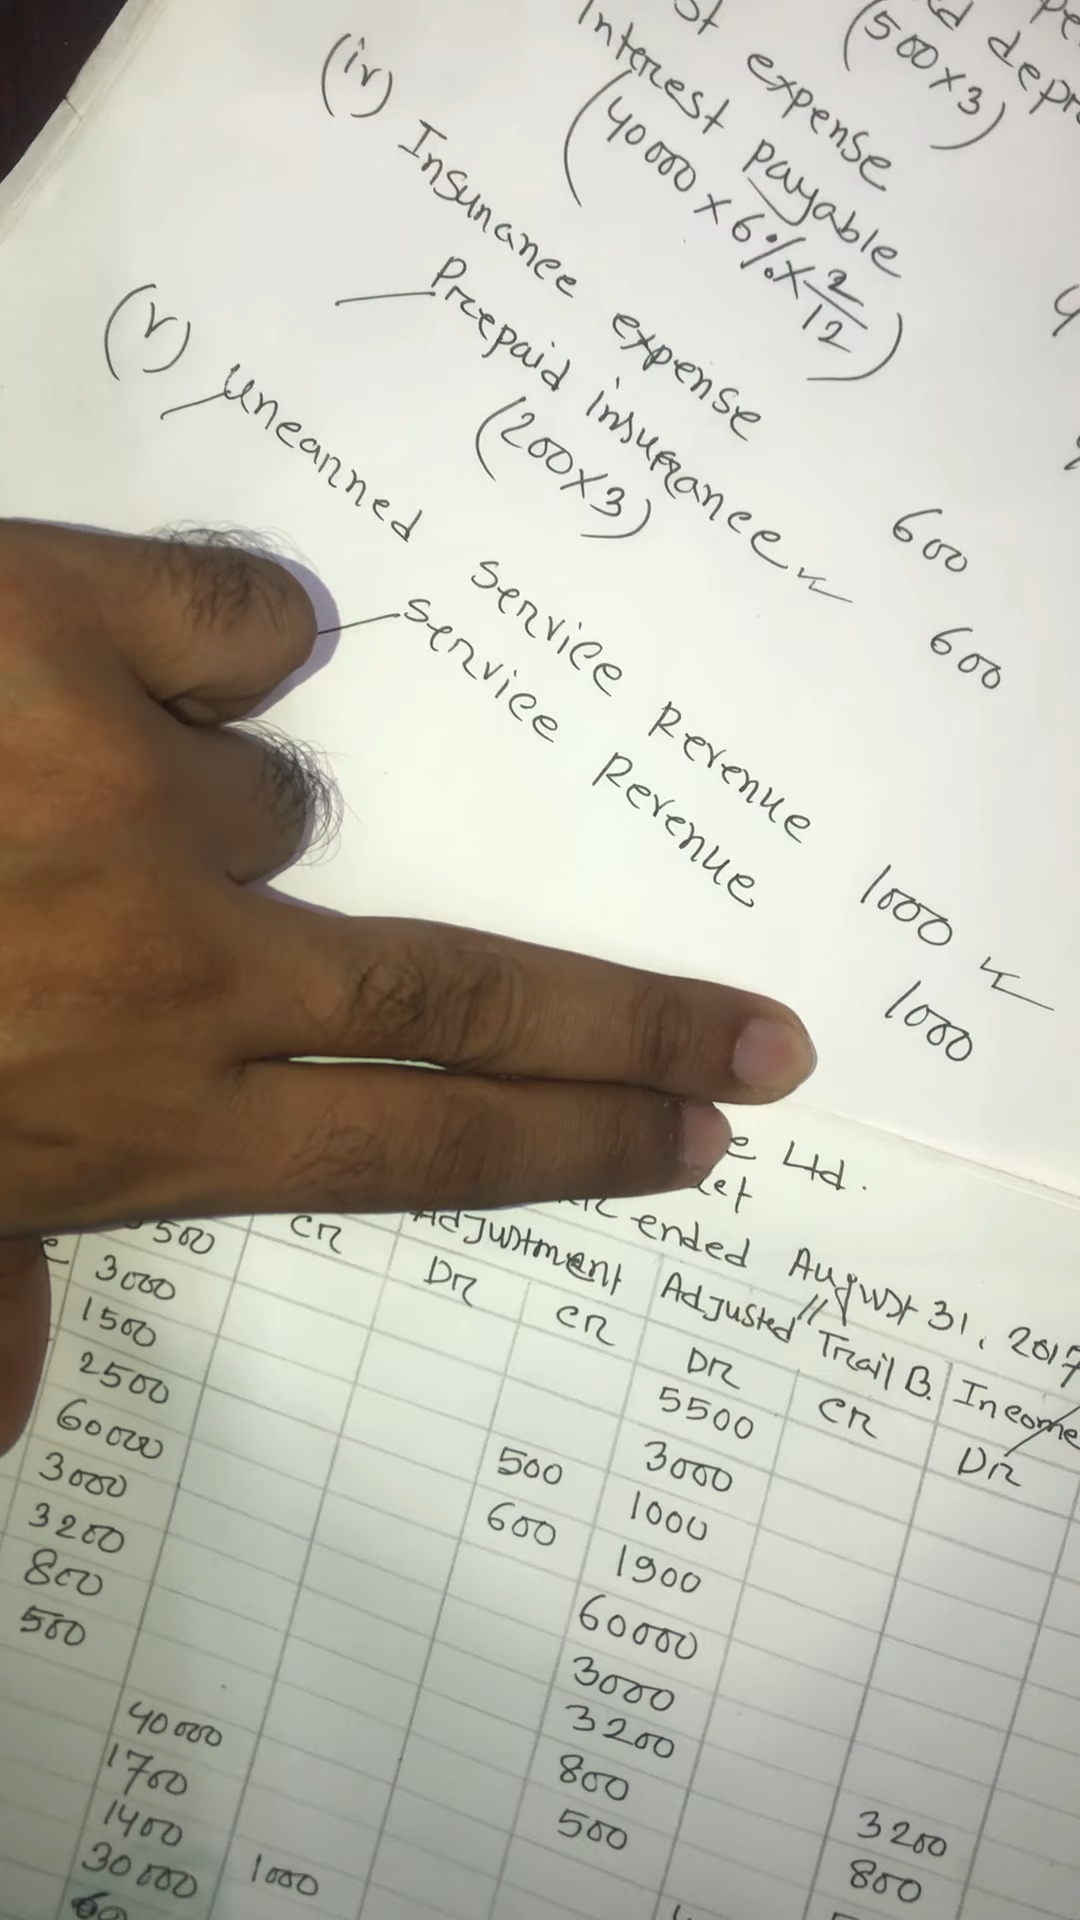 (500×3)
expense
Interest payable
(40000 × 6% × 2/12)
(iv) Insurance expense 600
Prepaid insurance 600
(200×3)
(v) unearned service Revenue 1000
service Revenue 1000
Ltd.
ended August 31, 2017
Adjustment Adjusted Trail B. Income
CR DR CR DR CR DR
500 5500
3000 3000
1500 500 1000
2500 600 1900
60000 60000
3000 3000
3200 3200 3200
800 800 800
500 500
40000
1700
1400 1000
30000